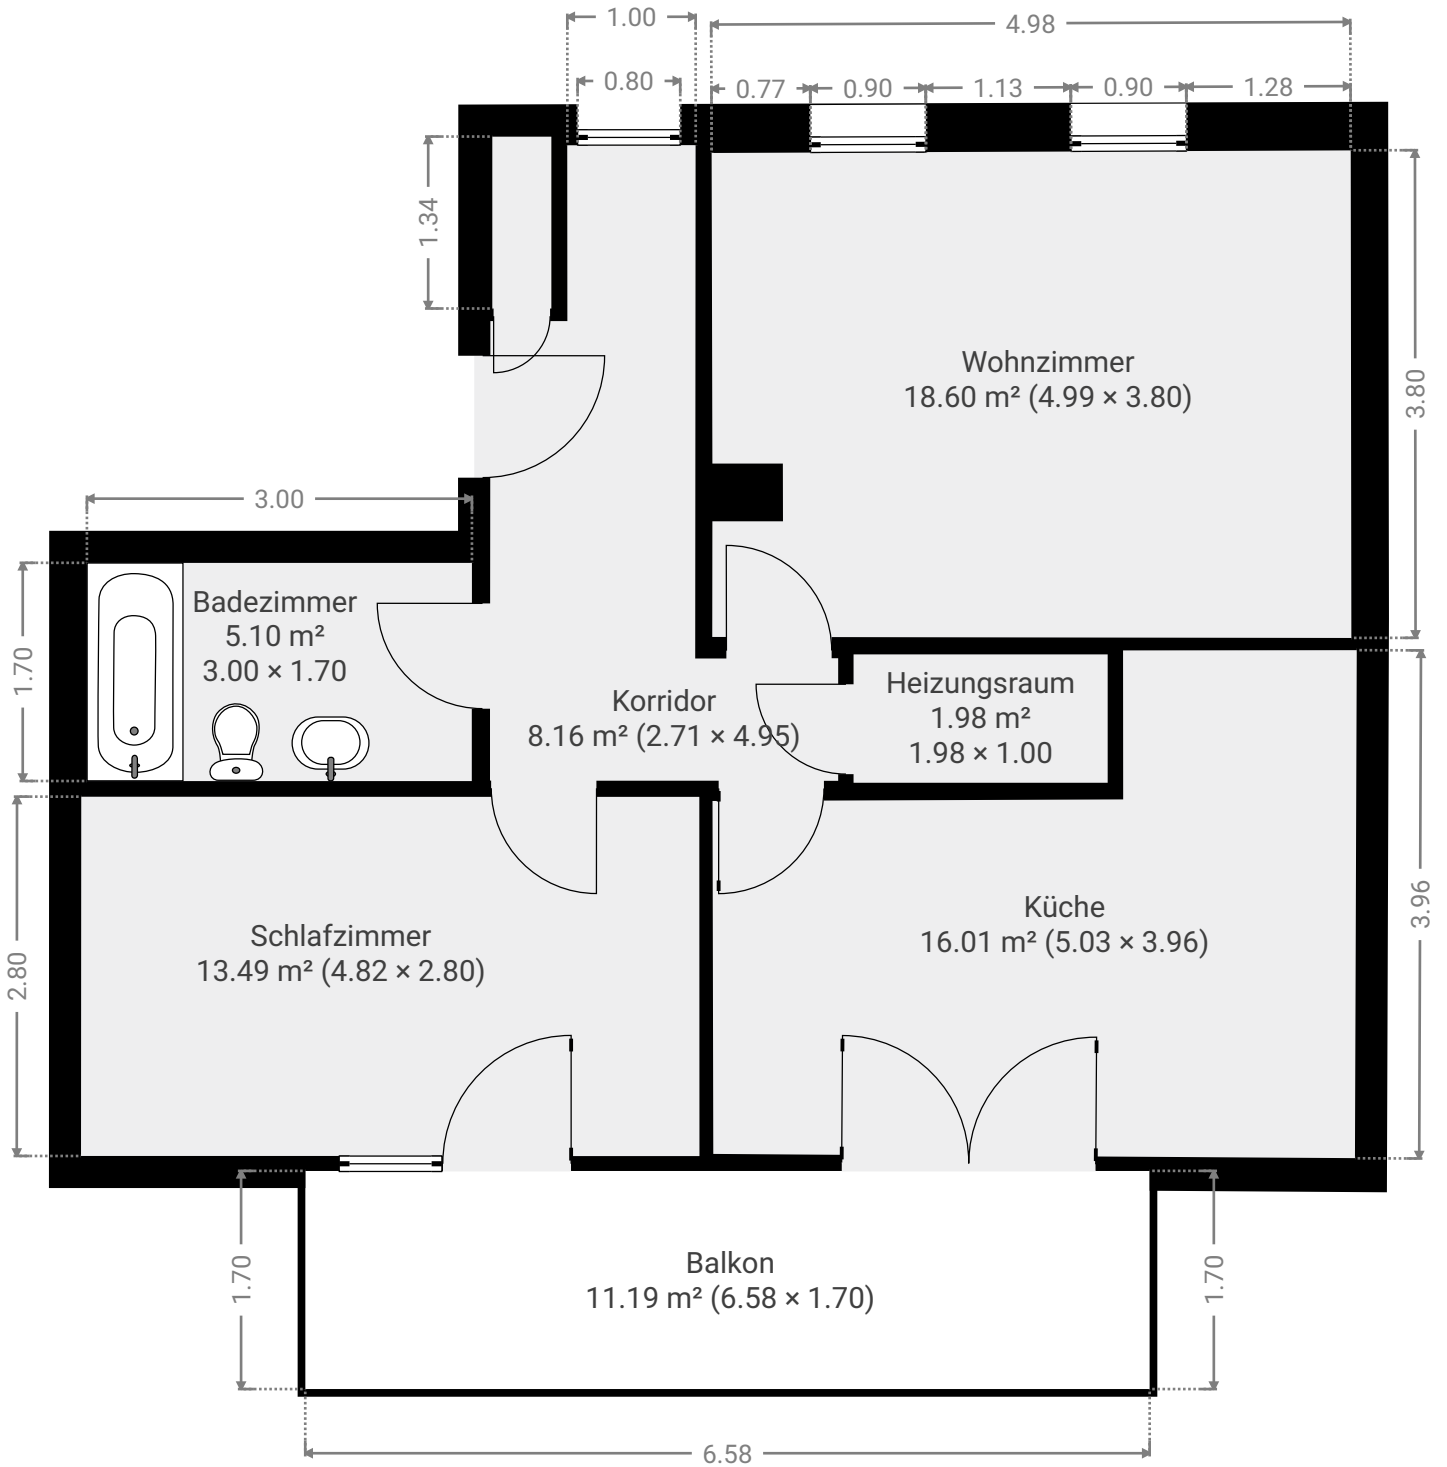 1.00
4.98
0.80
0.77
0.90
1.13
0.90
1.28
1.34
Wohnzimmer
18.60 m² (4.99 × 3.80)
3.80
3.00
Badezimmer
5.10 m²
3.00 × 1.70
1.70
Korridor
8.16 m² (2.71 × 4.95)
Heizungsraum
1.98 m²
1.98 × 1.00
Schlafzimmer
13.49 m² (4.82 × 2.80)
2.80
Küche
16.01 m² (5.03 × 3.96)
3.96
1.70
Balkon
11.19 m² (6.58 × 1.70)
1.70
6.58